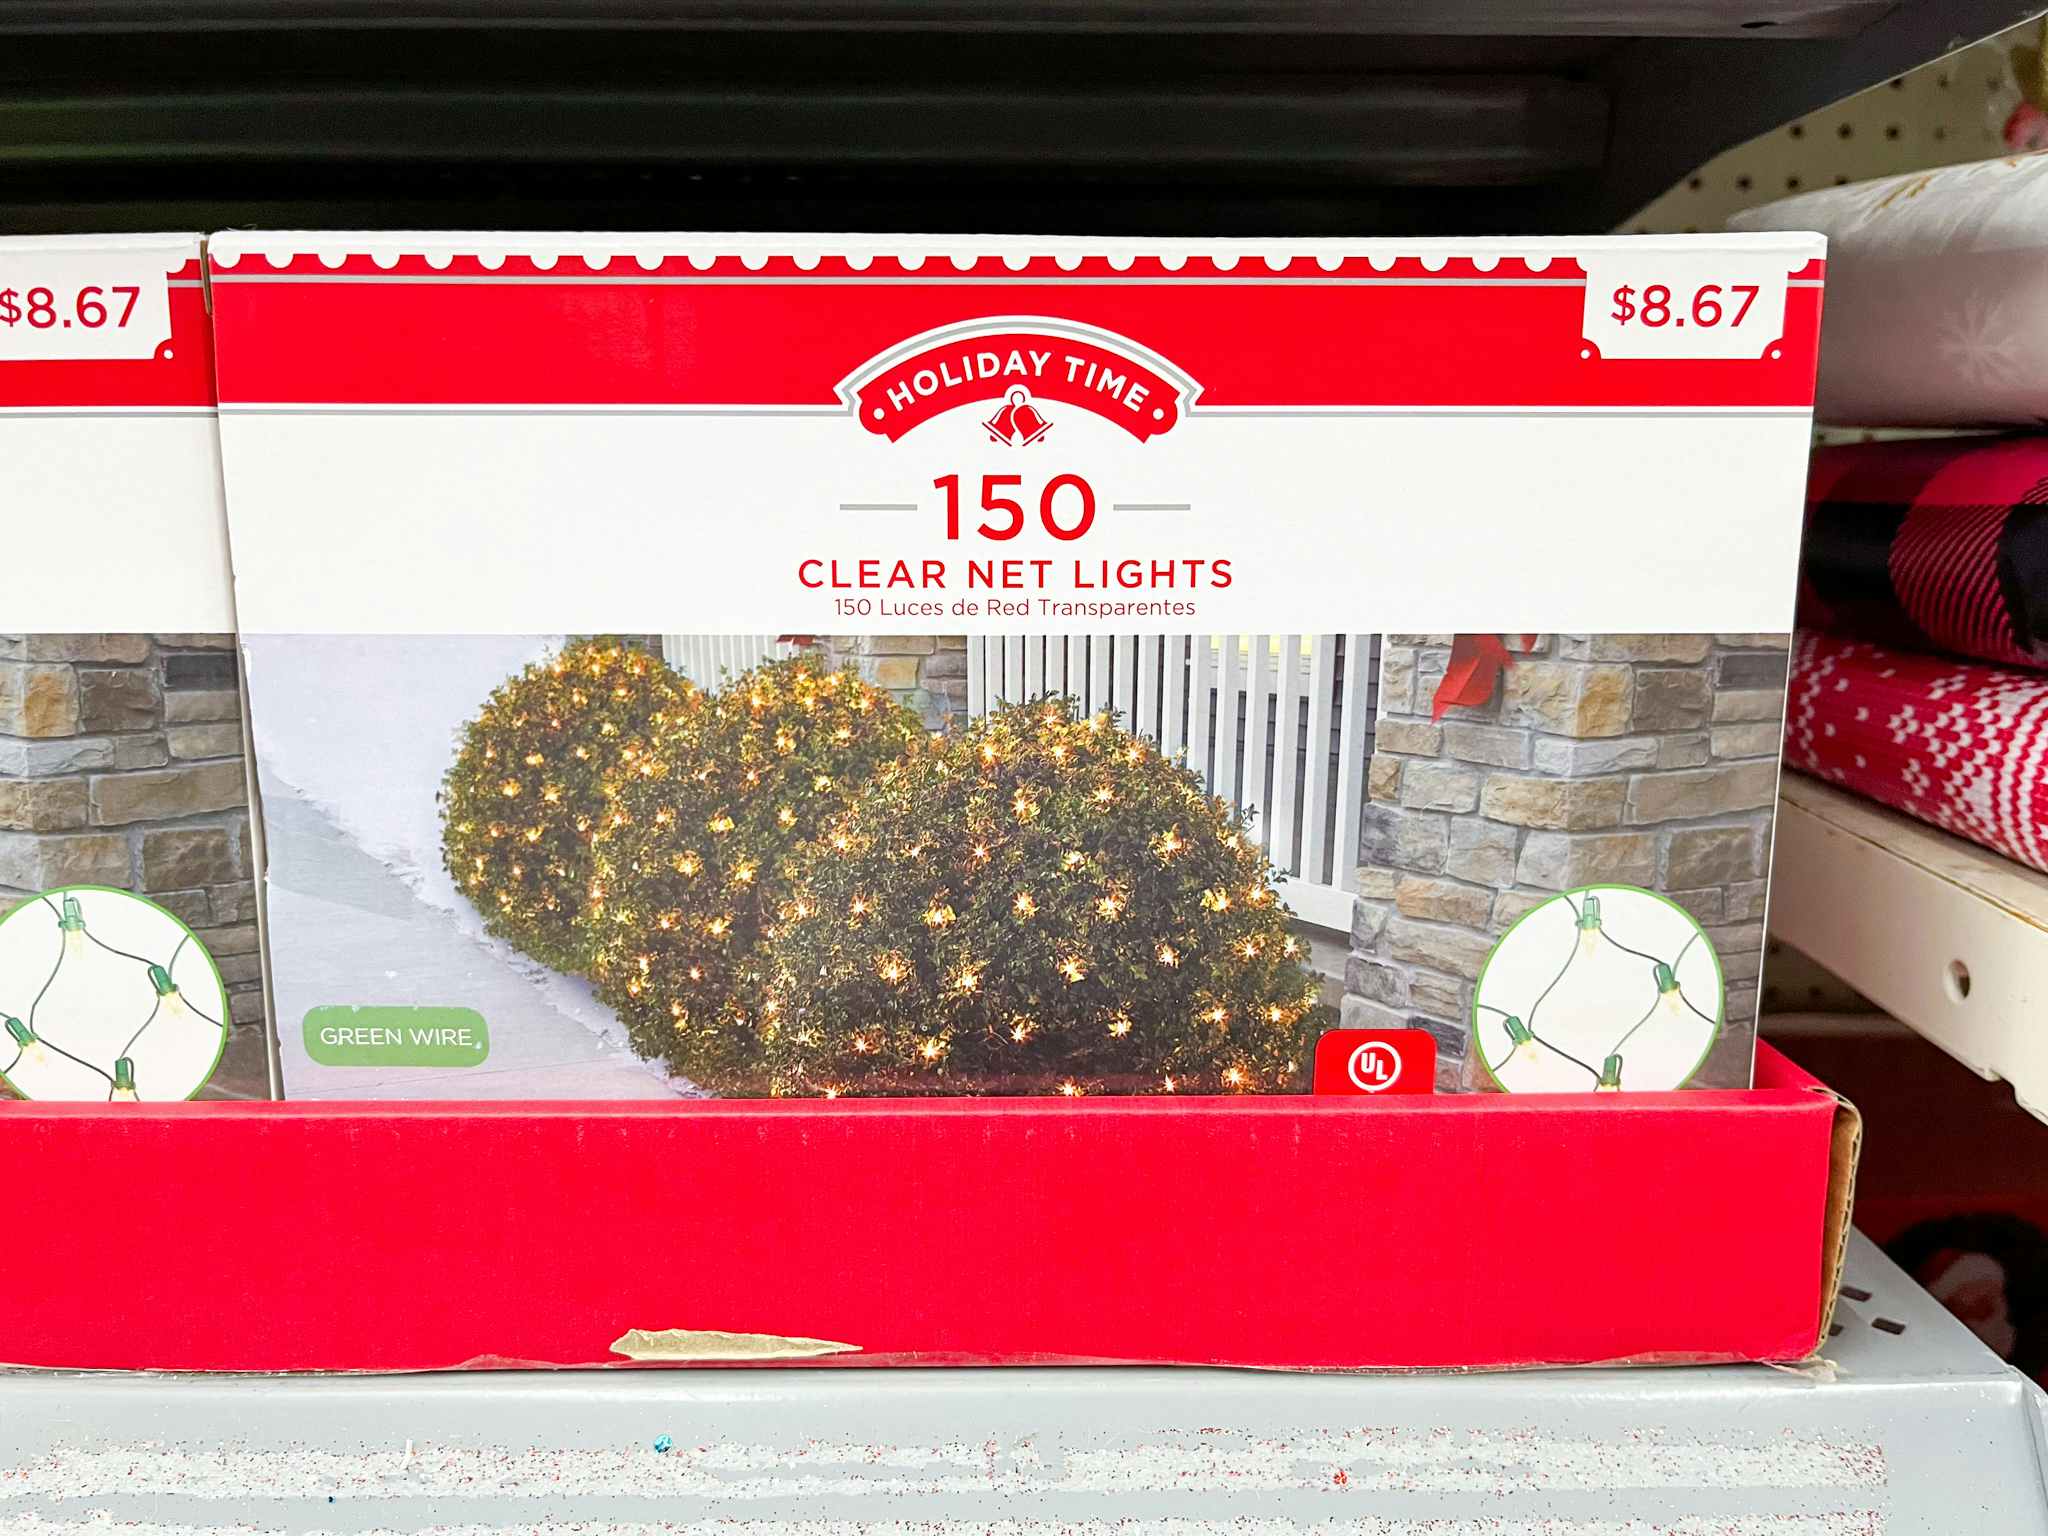 $8.67
$8.67
HOLIDAY TIME
150
CLEAR NET LIGHTS
150 Luces de Red Transparentes
GREEN WIRE
UL